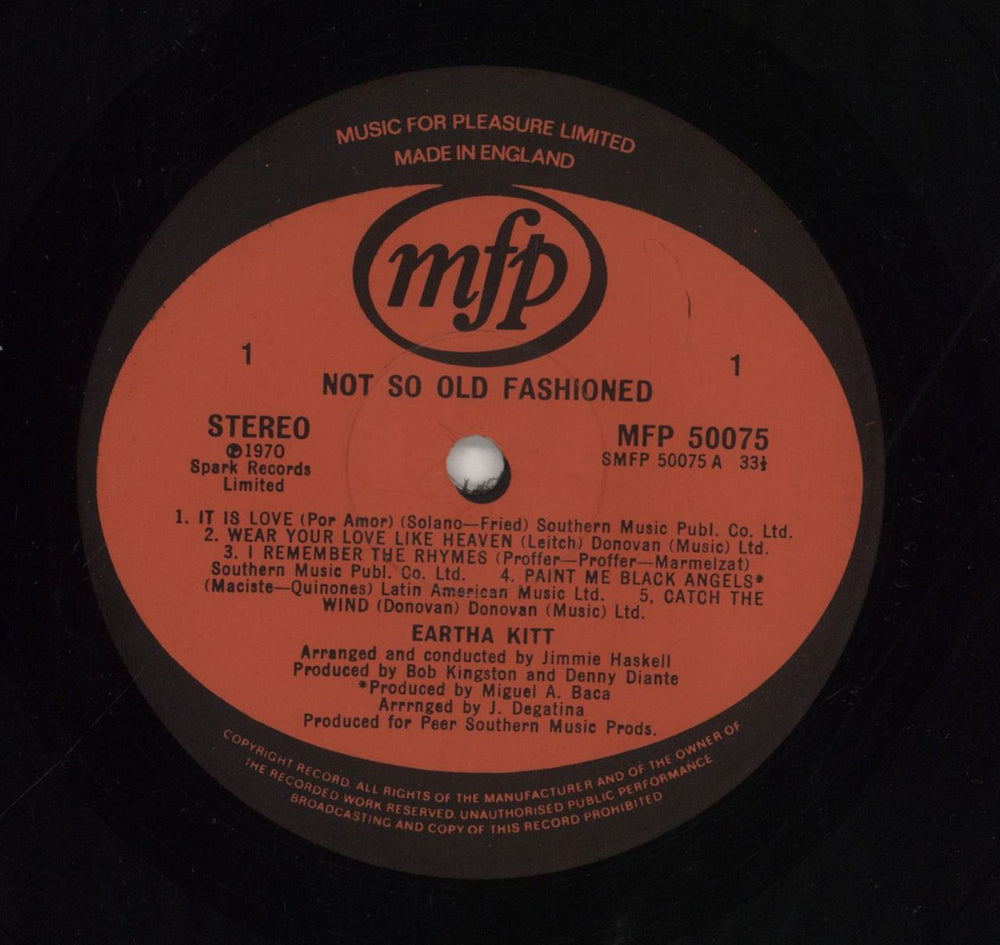 MUSIC FOR PLEASURE LIMITED
MADE IN ENGLAND
mfp
1 1
NOT SO OLD FASHIONED
STEREO
℗1970
Spark Records
Limited
MFP 50075
SMFP 50075 A 33⅓
1. IT IS LOVE (Por Amor) (Solano—Fried) Southern Music Publ. Co. Ltd.
2. WEAR YOUR LOVE LIKE HEAVEN (Leitch) Donovan (Music) Ltd.
3. I REMEMBER THE RHYMES (Proffer—Proffer—Marmelzat)
Southern Music Publ. Co. Ltd. 4. PAINT ME BLACK ANGELS*
(Maciste—Quinones) Latin American Music Ltd. 5. CATCH THE
WIND (Donovan) Donovan (Music) Ltd.
EARTHA KITT
Arranged and conducted by Jimmie Haskell
Produced by Bob Kingston and Denny Diante
*Produced by Miguel A. Baca
Arrrnged by J. Degatina
Produced for Peer Southern Music Prods.
COPYRIGHT RECORD. ALL RIGHTS OF THE MANUFACTURER AND OF THE OWNER OF
THE RECORDED WORK RESERVED. UNAUTHORISED PUBLIC PERFORMANCE
BROADCASTING AND COPY OF THIS RECORD PROHIBITED